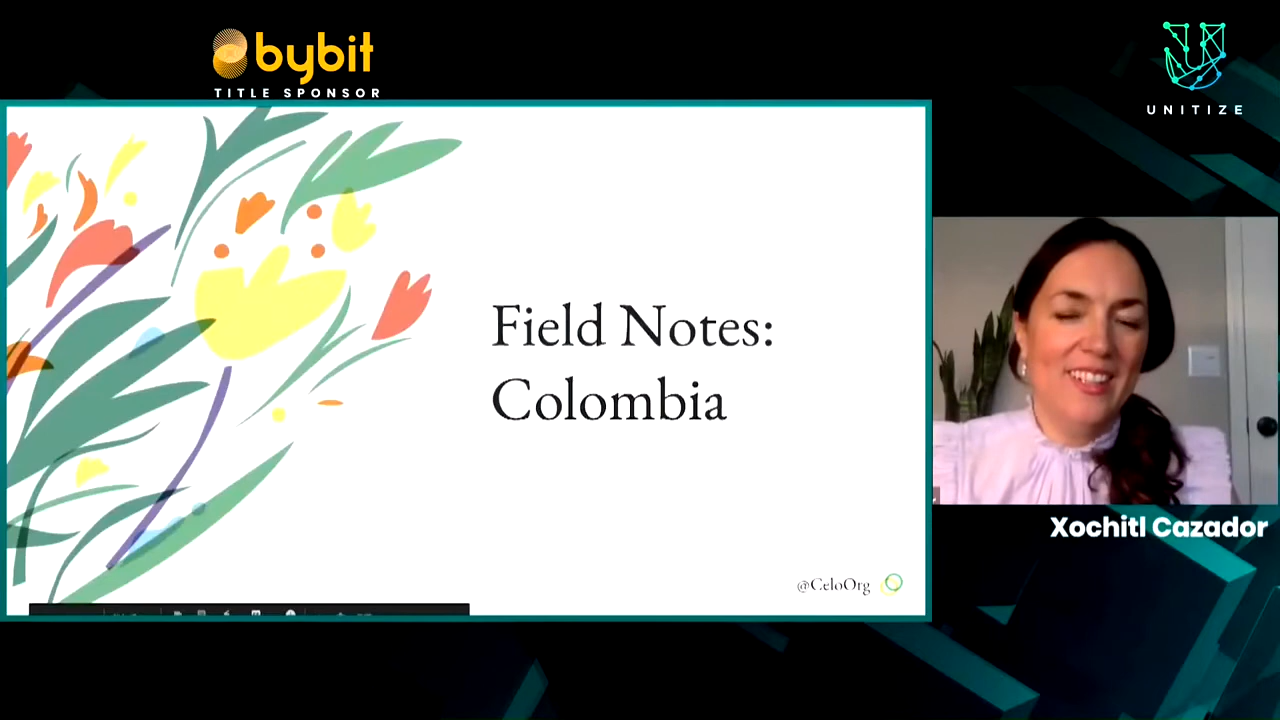 bybit
TITLE SPONSOR
UNITIZE
Field Notes:
Colombia
@CeloOrg
Xochitl Cazador